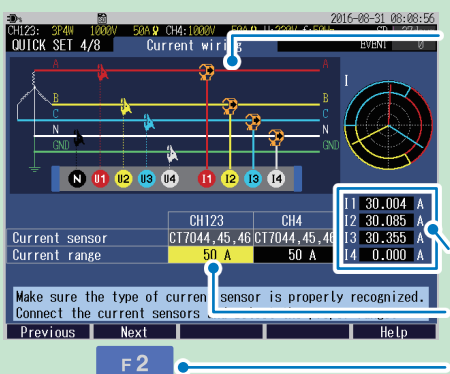 2016-08-31 08:08:56
CH123: 3P4W 1000V 50A CH4:1000V
QUICK SET 4/8 Current wiring EVENT 0
A A
B B
C C
N N
GND GND
N U1 U2 U3 U4 I1 I2 I3 I4
I
I1 30.004 A
I2 30.085 A
I3 30.355 A
I4 0.000 A
CH123 CH4
Current sensor CT7044,45,46 CT7044,45,46
Current range 50 A 50 A
Make sure the type of current sensor is properly recognized.
Connect the current sensors
Previous Next Help
F2